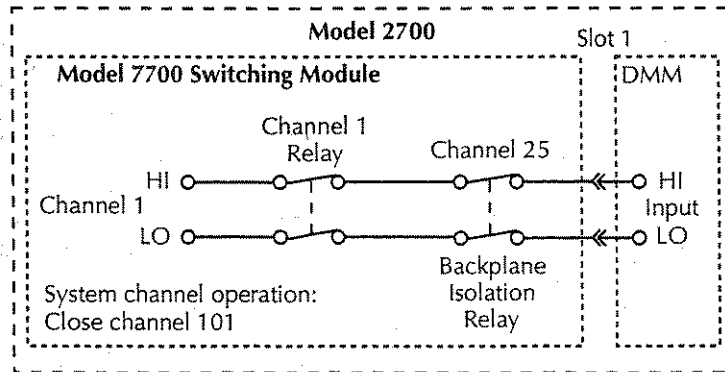 Model 2700
Slot 1
Model 7700 Switching Module
DMM
Channel 1
Relay
Channel 25
HI
HI
Channel 1
Input
LO
LO
Backplane
Isolation
Relay
System channel operation:
Close channel 101